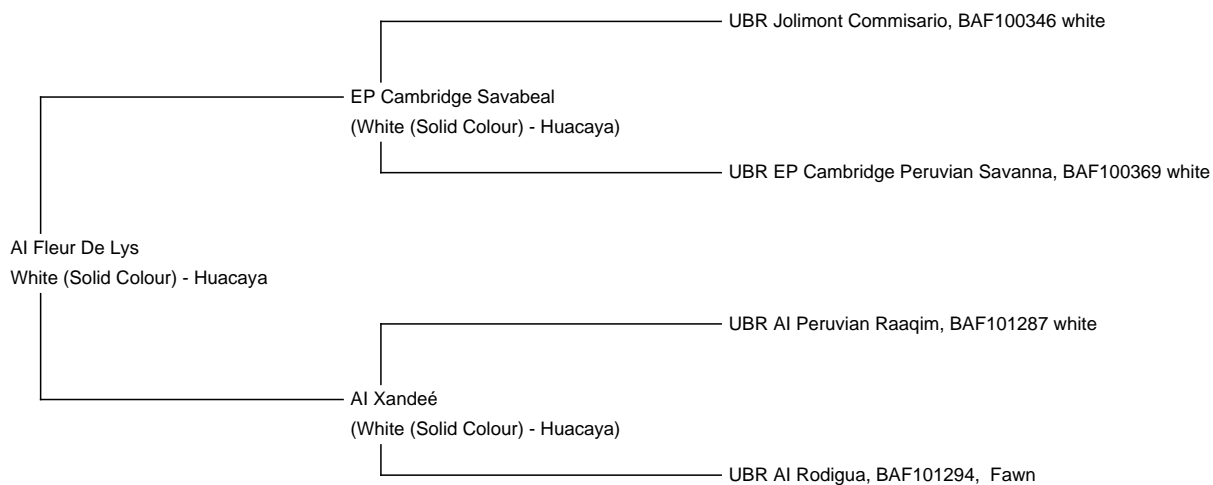 UBR Jolimont Commisario, BAF100346 white
EP Cambridge Savabeal
(White (Solid Colour) - Huacaya)
UBR EP Cambridge Peruvian Savanna, BAF100369 white
AI Fleur De Lys
White (Solid Colour) - Huacaya
UBR AI Peruvian Raaqim, BAF101287 white
AI Xandeé
(White (Solid Colour) - Huacaya)
UBR AI Rodigua, BAF101294, Fawn